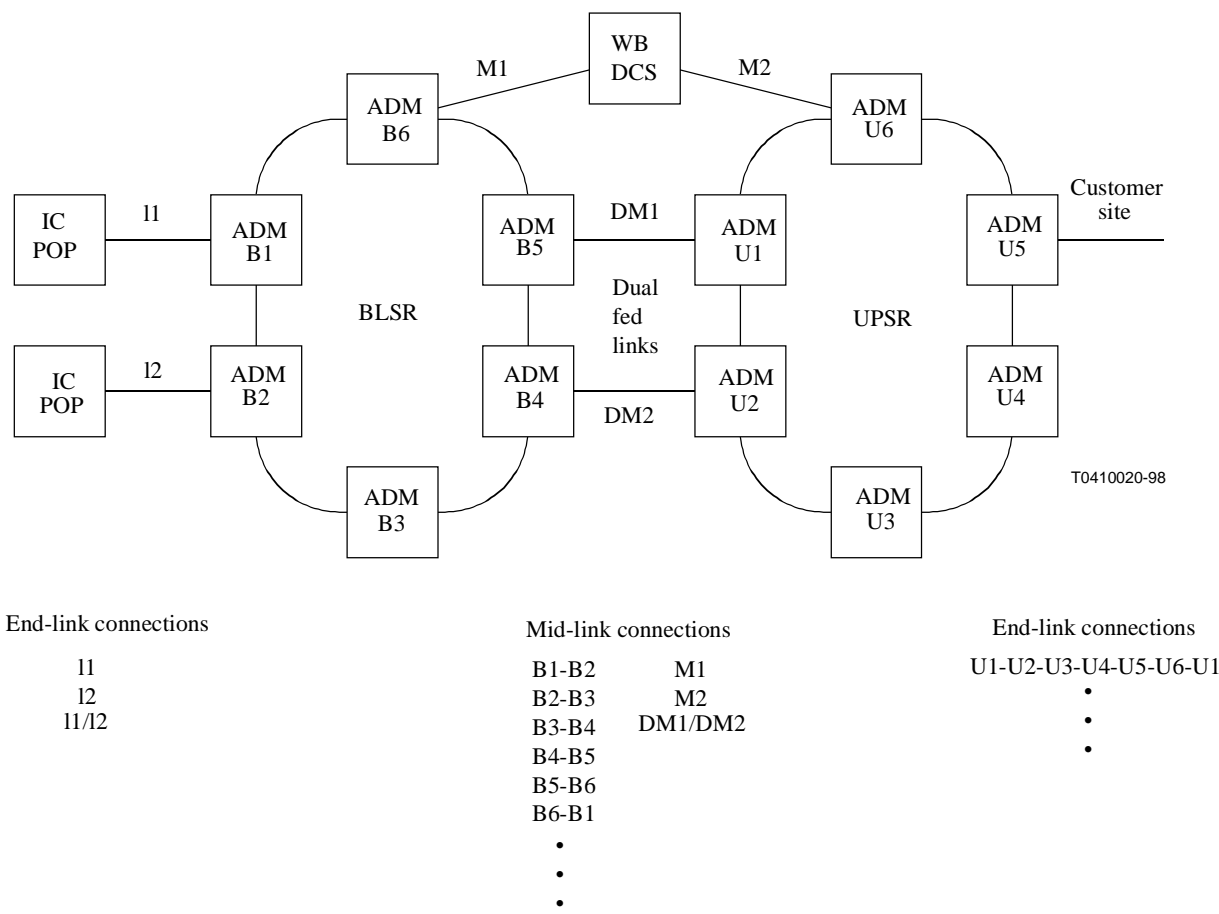 WB
DCS
M1
M2
ADM
B6
ADM
U6
IC
POP
l1
ADM
B1
ADM
B5
DM1
ADM
U1
ADM
U5
Customer
site
BLSR
Dual
fed
links
UPSR
IC
POP
l2
ADM
B2
ADM
B4
DM2
ADM
U2
ADM
U4
ADM
B3
ADM
U3
T0410020-98
End-link connections
l1
l2
l1/l2
Mid-link connections
B1-B2 M1
B2-B3 M2
B3-B4 DM1/DM2
B4-B5
B5-B6
B6-B1
•
•
•
End-link connections
U1-U2-U3-U4-U5-U6-U1
•
•
•